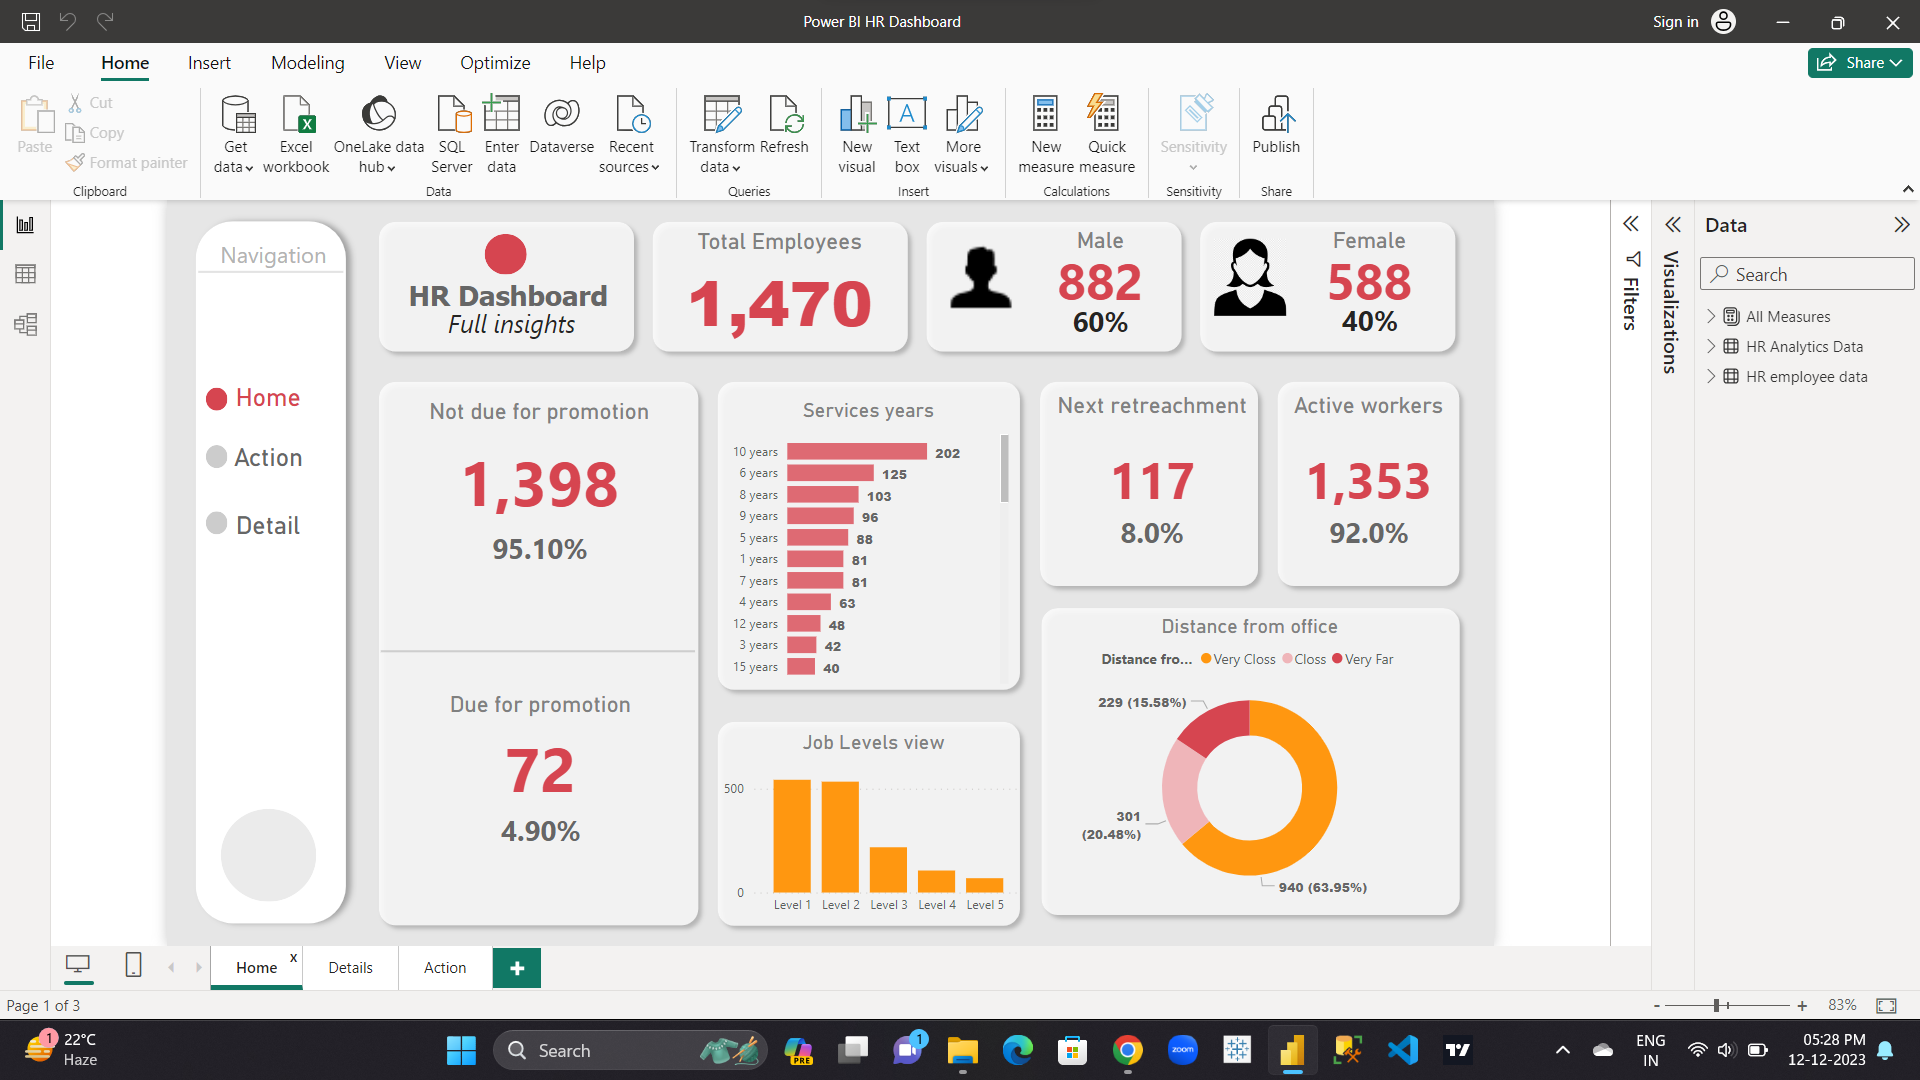 Power BI HR Dashboard
Sign in
File Home Insert Modeling View Optimize Help
Share
Paste
Cut
Copy
Format painter
Clipboard
Get data
Excel workbook
OneLake data hub
SQL Server
Enter data
Dataverse
Recent sources
Data
Transform data
Refresh
Queries
New visual
Text box
More visuals
Insert
New measure
Quick measure
Calculations
Sensitivity
Sensitivity
Publish
Share
Navigation
Home
Action
Detail
HR Dashboard
Full insights
Total Employees
1,470
Male
882
60%
Female
588
40%
Not due for promotion
1,398
95.10%
Due for promotion
72
4.90%
Services years
10 years 202
6 years 125
8 years 103
9 years 96
5 years 88
1 years 81
7 years 81
4 years 63
12 years 48
3 years 42
15 years 40
Job Levels view
500
0
Level 1 Level 2 Level 3 Level 4 Level 5
Next retreachment
117
8.0%
Active workers
1,353
92.0%
Distance from office
Distance fro... Very Closs Closs Very Far
229 (15.58%)
301
(20.48%)
940 (63.95%)
Filters
Visualizations
Data
Search
All Measures
HR Analytics Data
HR employee data
Home x Details Action +
Page 1 of 3
- + 83%
1
22°C
Haze
Search
PRE
1
zoom
ENG
IN
05:28 PM
12-12-2023